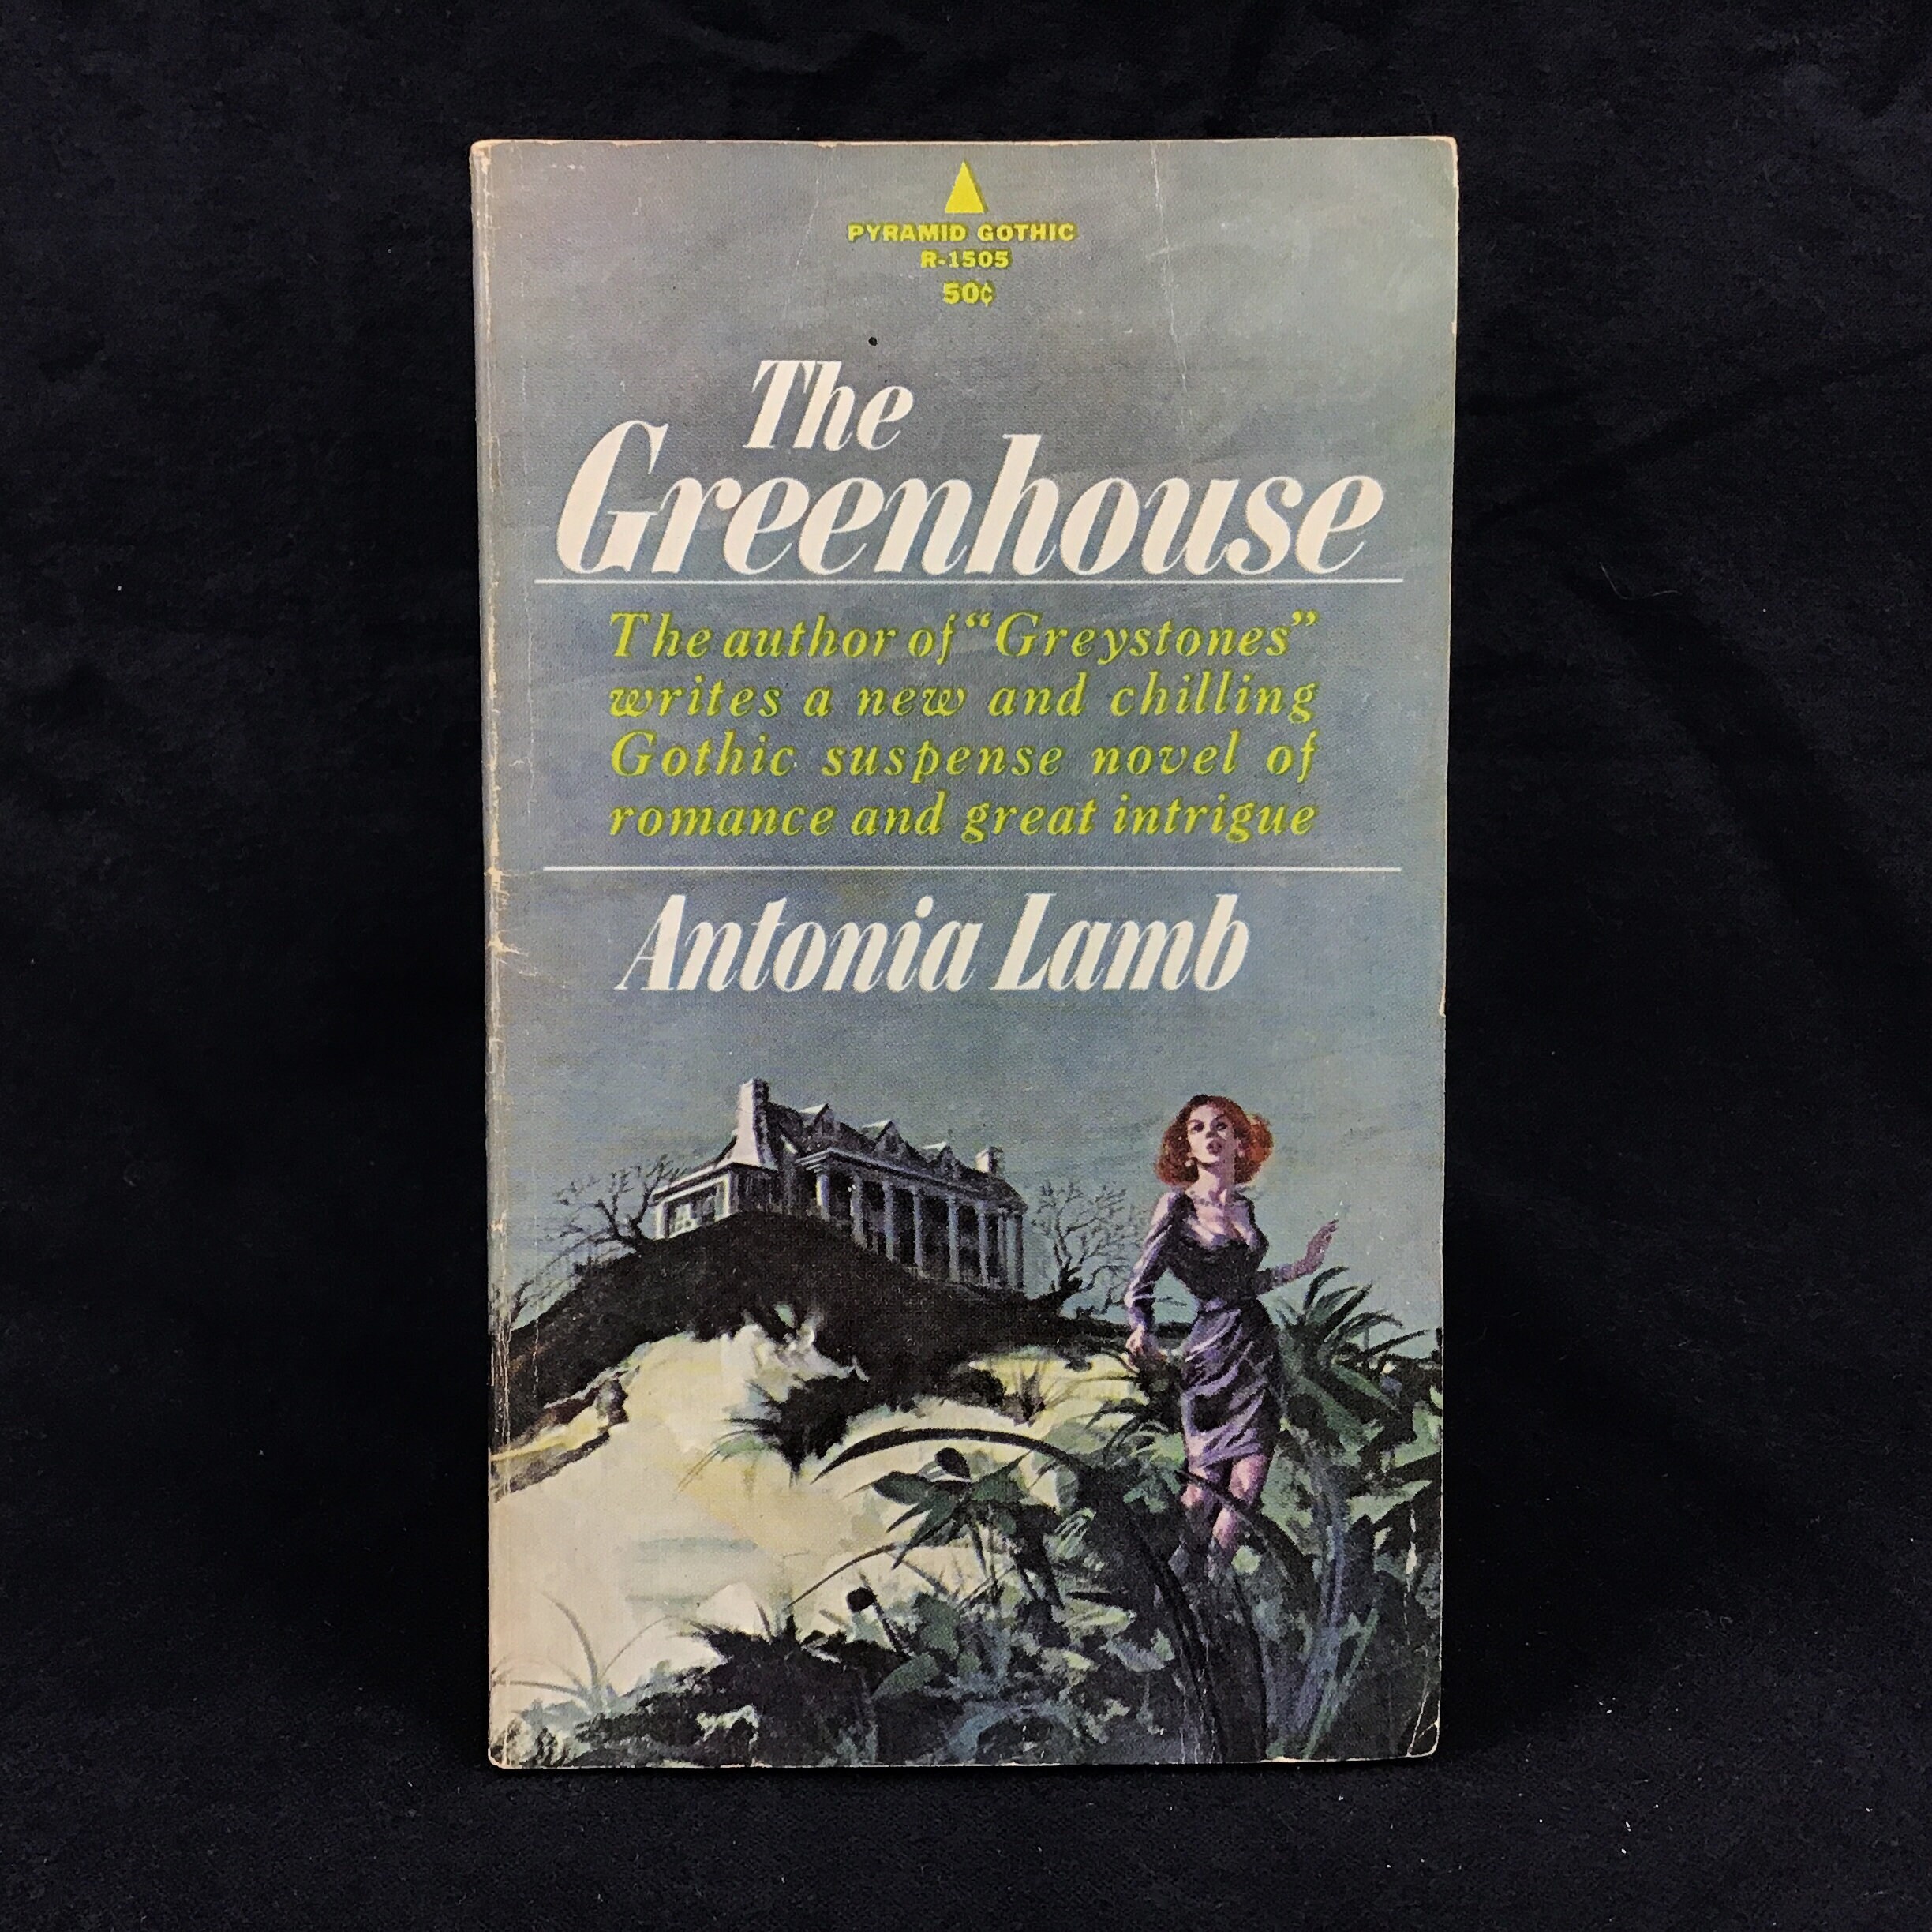 PYRAMID GOTHIC
R-1505
50¢
The
Greenhouse
The author of "Greystones"
writes a new and chilling
Gothic suspense novel of
romance and great intrigue
Antonia Lamb